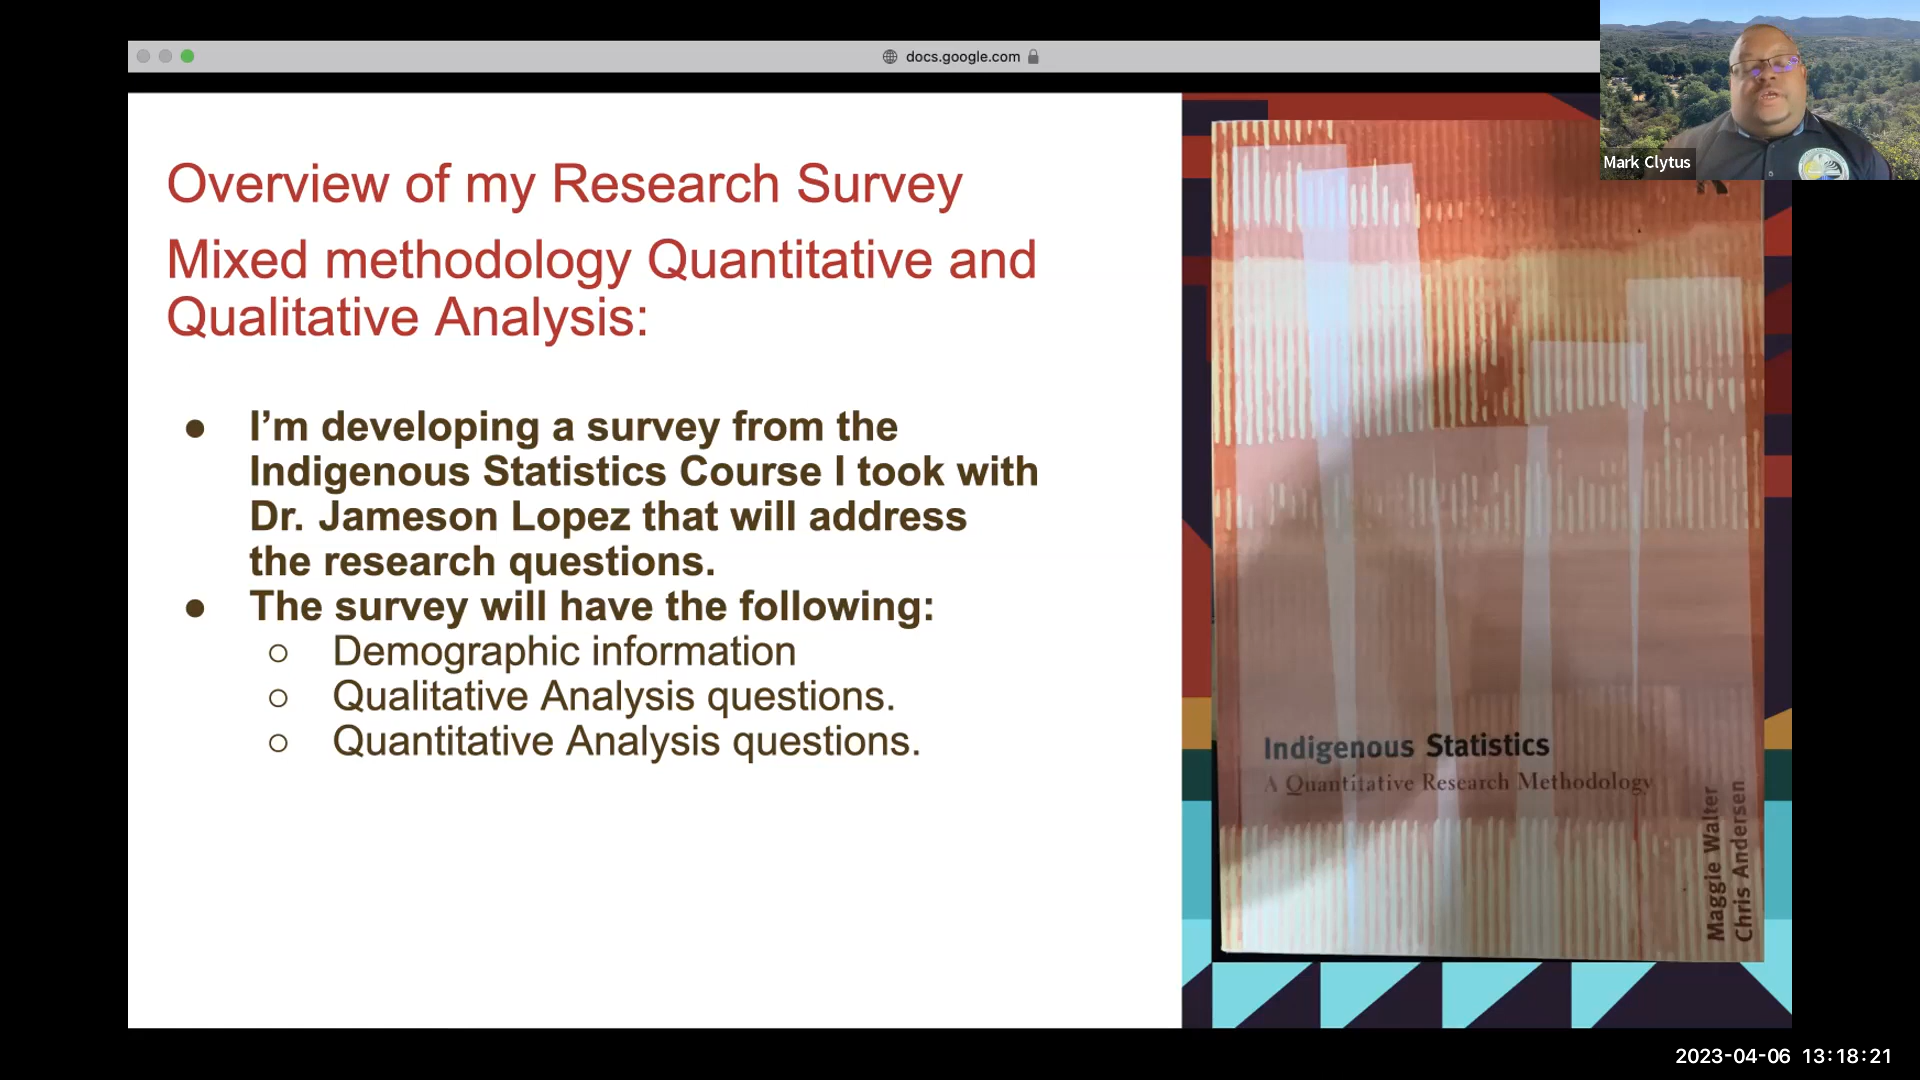 docs.google.com
Mark Clytus
Overview of my Research Survey
Mixed methodology Quantitative and
Qualitative Analysis:
● I’m developing a survey from the
Indigenous Statistics Course I took with
Dr. Jameson Lopez that will address
the research questions.
● The survey will have the following:
○ Demographic information
○ Qualitative Analysis questions.
○ Quantitative Analysis questions.
Indigenous Statistics
A Quantitative Research Methodology
Maggie Walter
Chris Andersen
2023-04-06 13:18:21